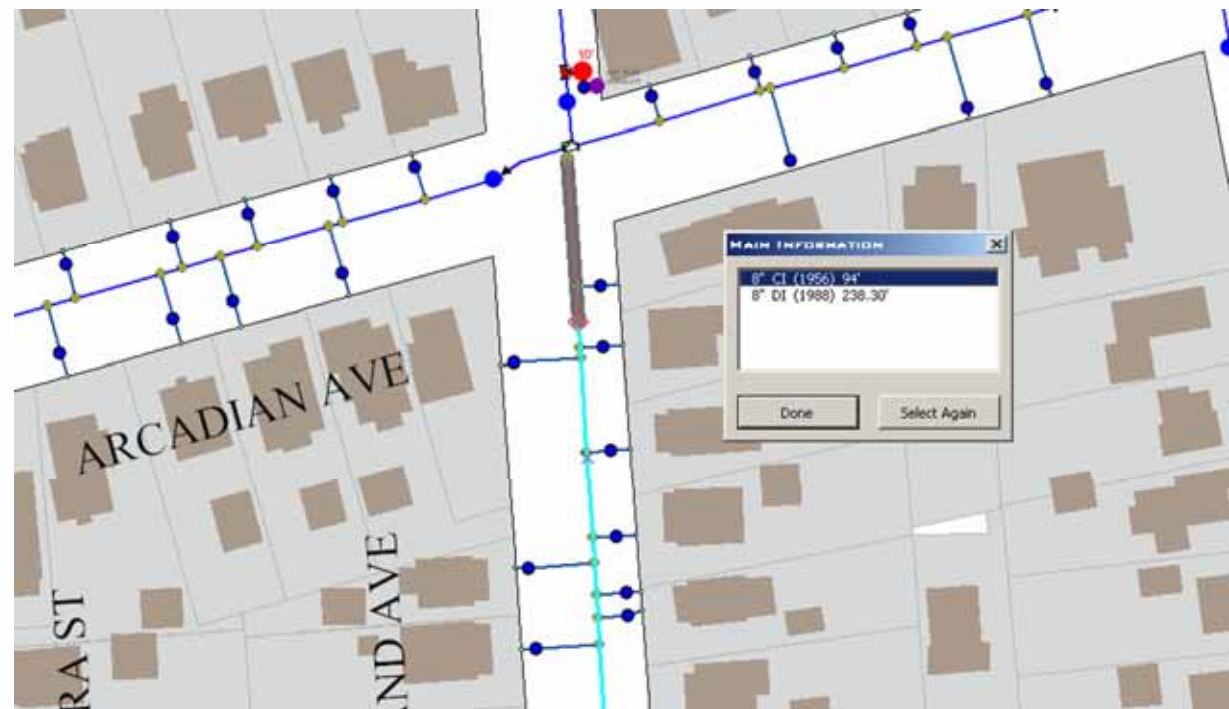 10'
MAIN INFORMATION
8" CI (1956) 94'
8" DI (1988) 238.30'
Done
Select Again
ARCADIAN AVE
RA ST
ND AVE